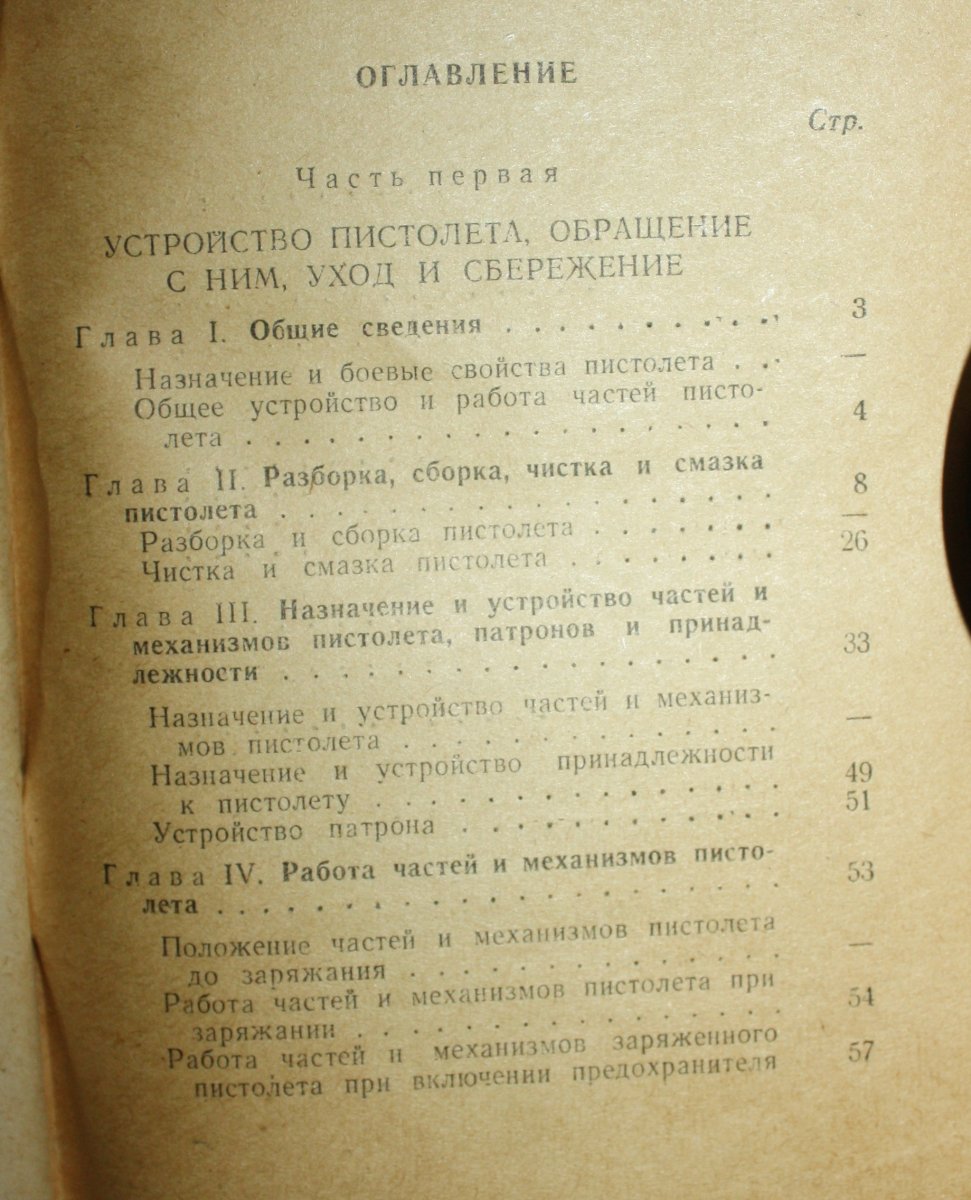 ОГЛАВЛЕНИЕ
Стр.
Часть первая
УСТРОЙСТВО ПИСТОЛЕТА, ОБРАЩЕНИЕ
С НИМ, УХОД И СБЕРЕЖЕНИЕ
Глава I. Общие сведения . . . . . . . . . . . 3
Назначение и боевые свойства пистолета . . . —
Общее устройство и работа частей писто-
лета . . . . . . . . . . . . . . . . . . . 4
Глава II. Разборка, сборка, чистка и смазка
пистолета . . . . . . . . . . . . . . . . . 8
Разборка и сборка пистолета . . . . . . . —
Чистка и смазка пистолета . . . . . . . . 26
Глава III. Назначение и устройство частей и
механизмов пистолета, патронов и принад-
лежности . . . . . . . . . . . . . . . . . 33
Назначение и устройство частей и механиз-
мов пистолета . . . . . . . . . . . . . . —
Назначение и устройство принадлежности
к пистолету . . . . . . . . . . . . . . . 49
Устройство патрона . . . . . . . . . . . . 51
Глава IV. Работа частей и механизмов писто-
лета . . . . . . . . . . . . . . . . . . . 53
Положение частей и механизмов пистолета
до заряжания . . . . . . . . . . . . . . —
Работа частей и механизмов пистолета при
заряжании . . . . . . . . . . . . . . . . 54
Работа частей и механизмов заряженного
пистолета при включении предохранителя 57